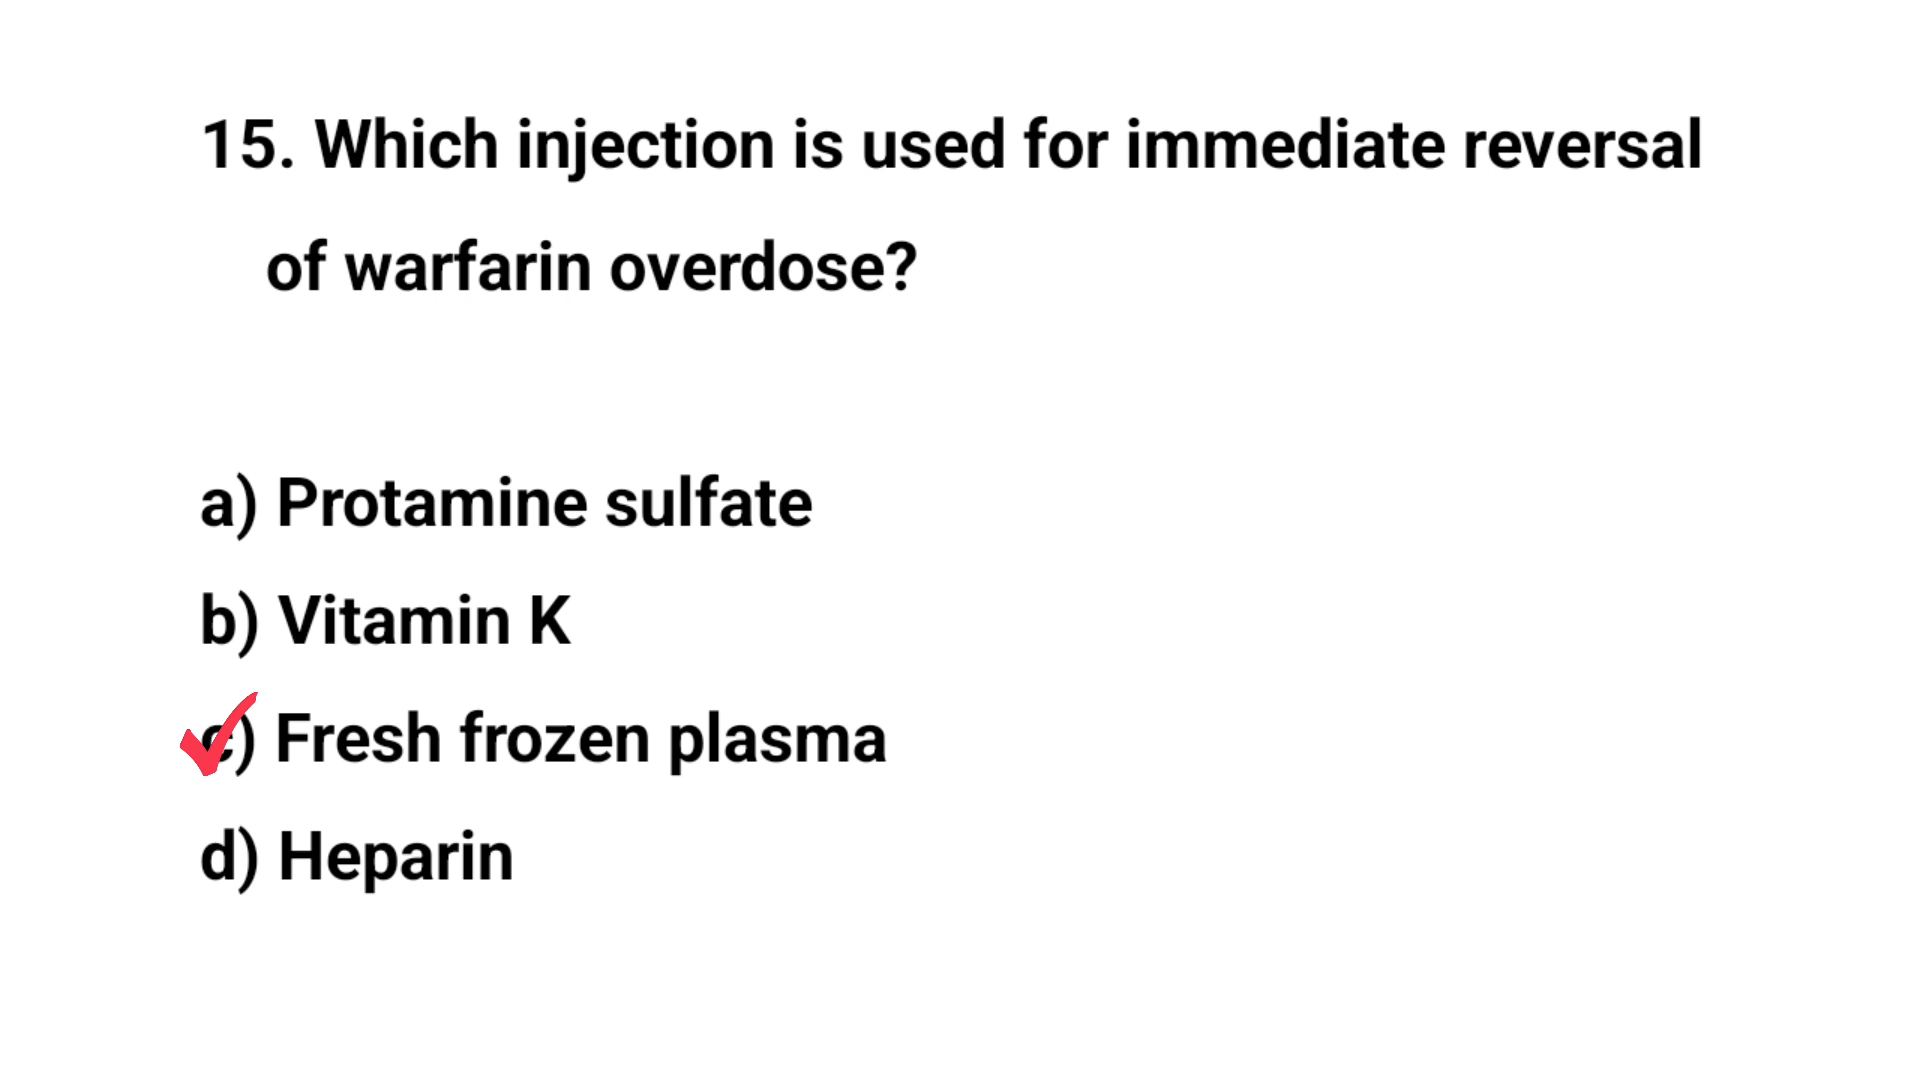 15. Which injection is used for immediate reversal
of warfarin overdose?
a) Protamine sulfate
b) Vitamin K
c) Fresh frozen plasma
d) Heparin